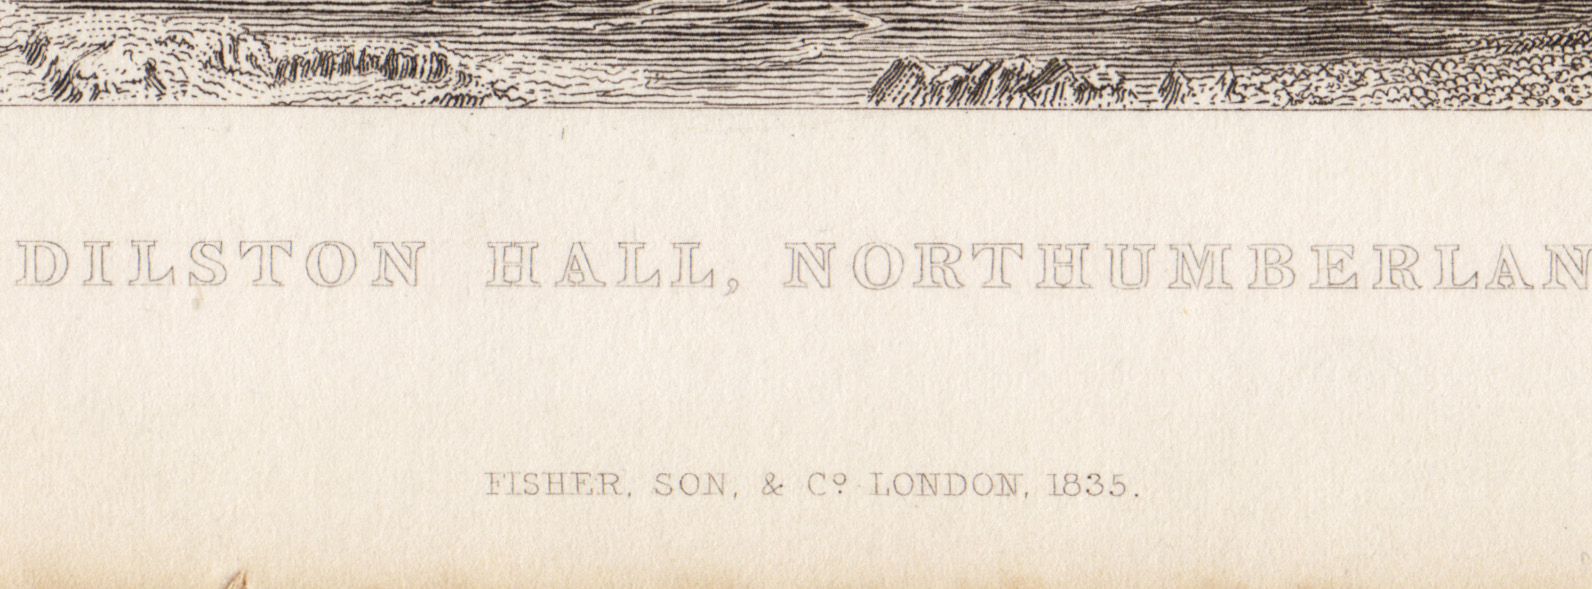 DILSTON HALL, NORTHUMBERLAN
FISHER, SON, & Cº LONDON, 1835.